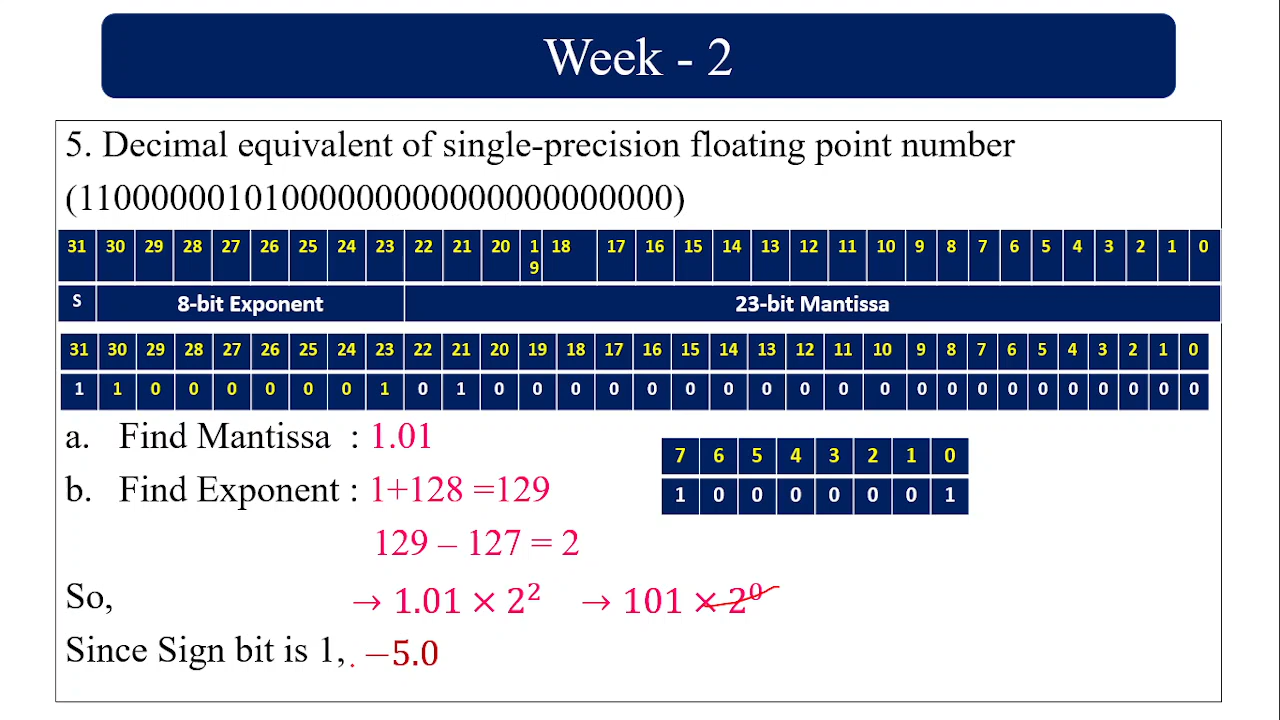 Week - 2
5. Decimal equivalent of single-precision floating point number
(11000000101000000000000000000000)
31 30 29 28 27 26 25 24 23 22 21 20 19 18 17 16 15 14 13 12 11 10 9 8 7 6 5 4 3 2 1 0
S 8-bit Exponent 23-bit Mantissa
31 30 29 28 27 26 25 24 23 22 21 20 19 18 17 16 15 14 13 12 11 10 9 8 7 6 5 4 3 2 1 0
1 1 0 0 0 0 0 0 1 0 1 0 0 0 0 0 0 0 0 0 0 0 0 0 0 0 0 0 0 0 0 0
a. Find Mantissa : 1.01
7 6 5 4 3 2 1 0
b. Find Exponent : 1+128 =129
1 0 0 0 0 0 0 1
129 – 127 = 2
So, → 1.01 × 2² → 101 × 2⁰
Since Sign bit is 1, −5.0